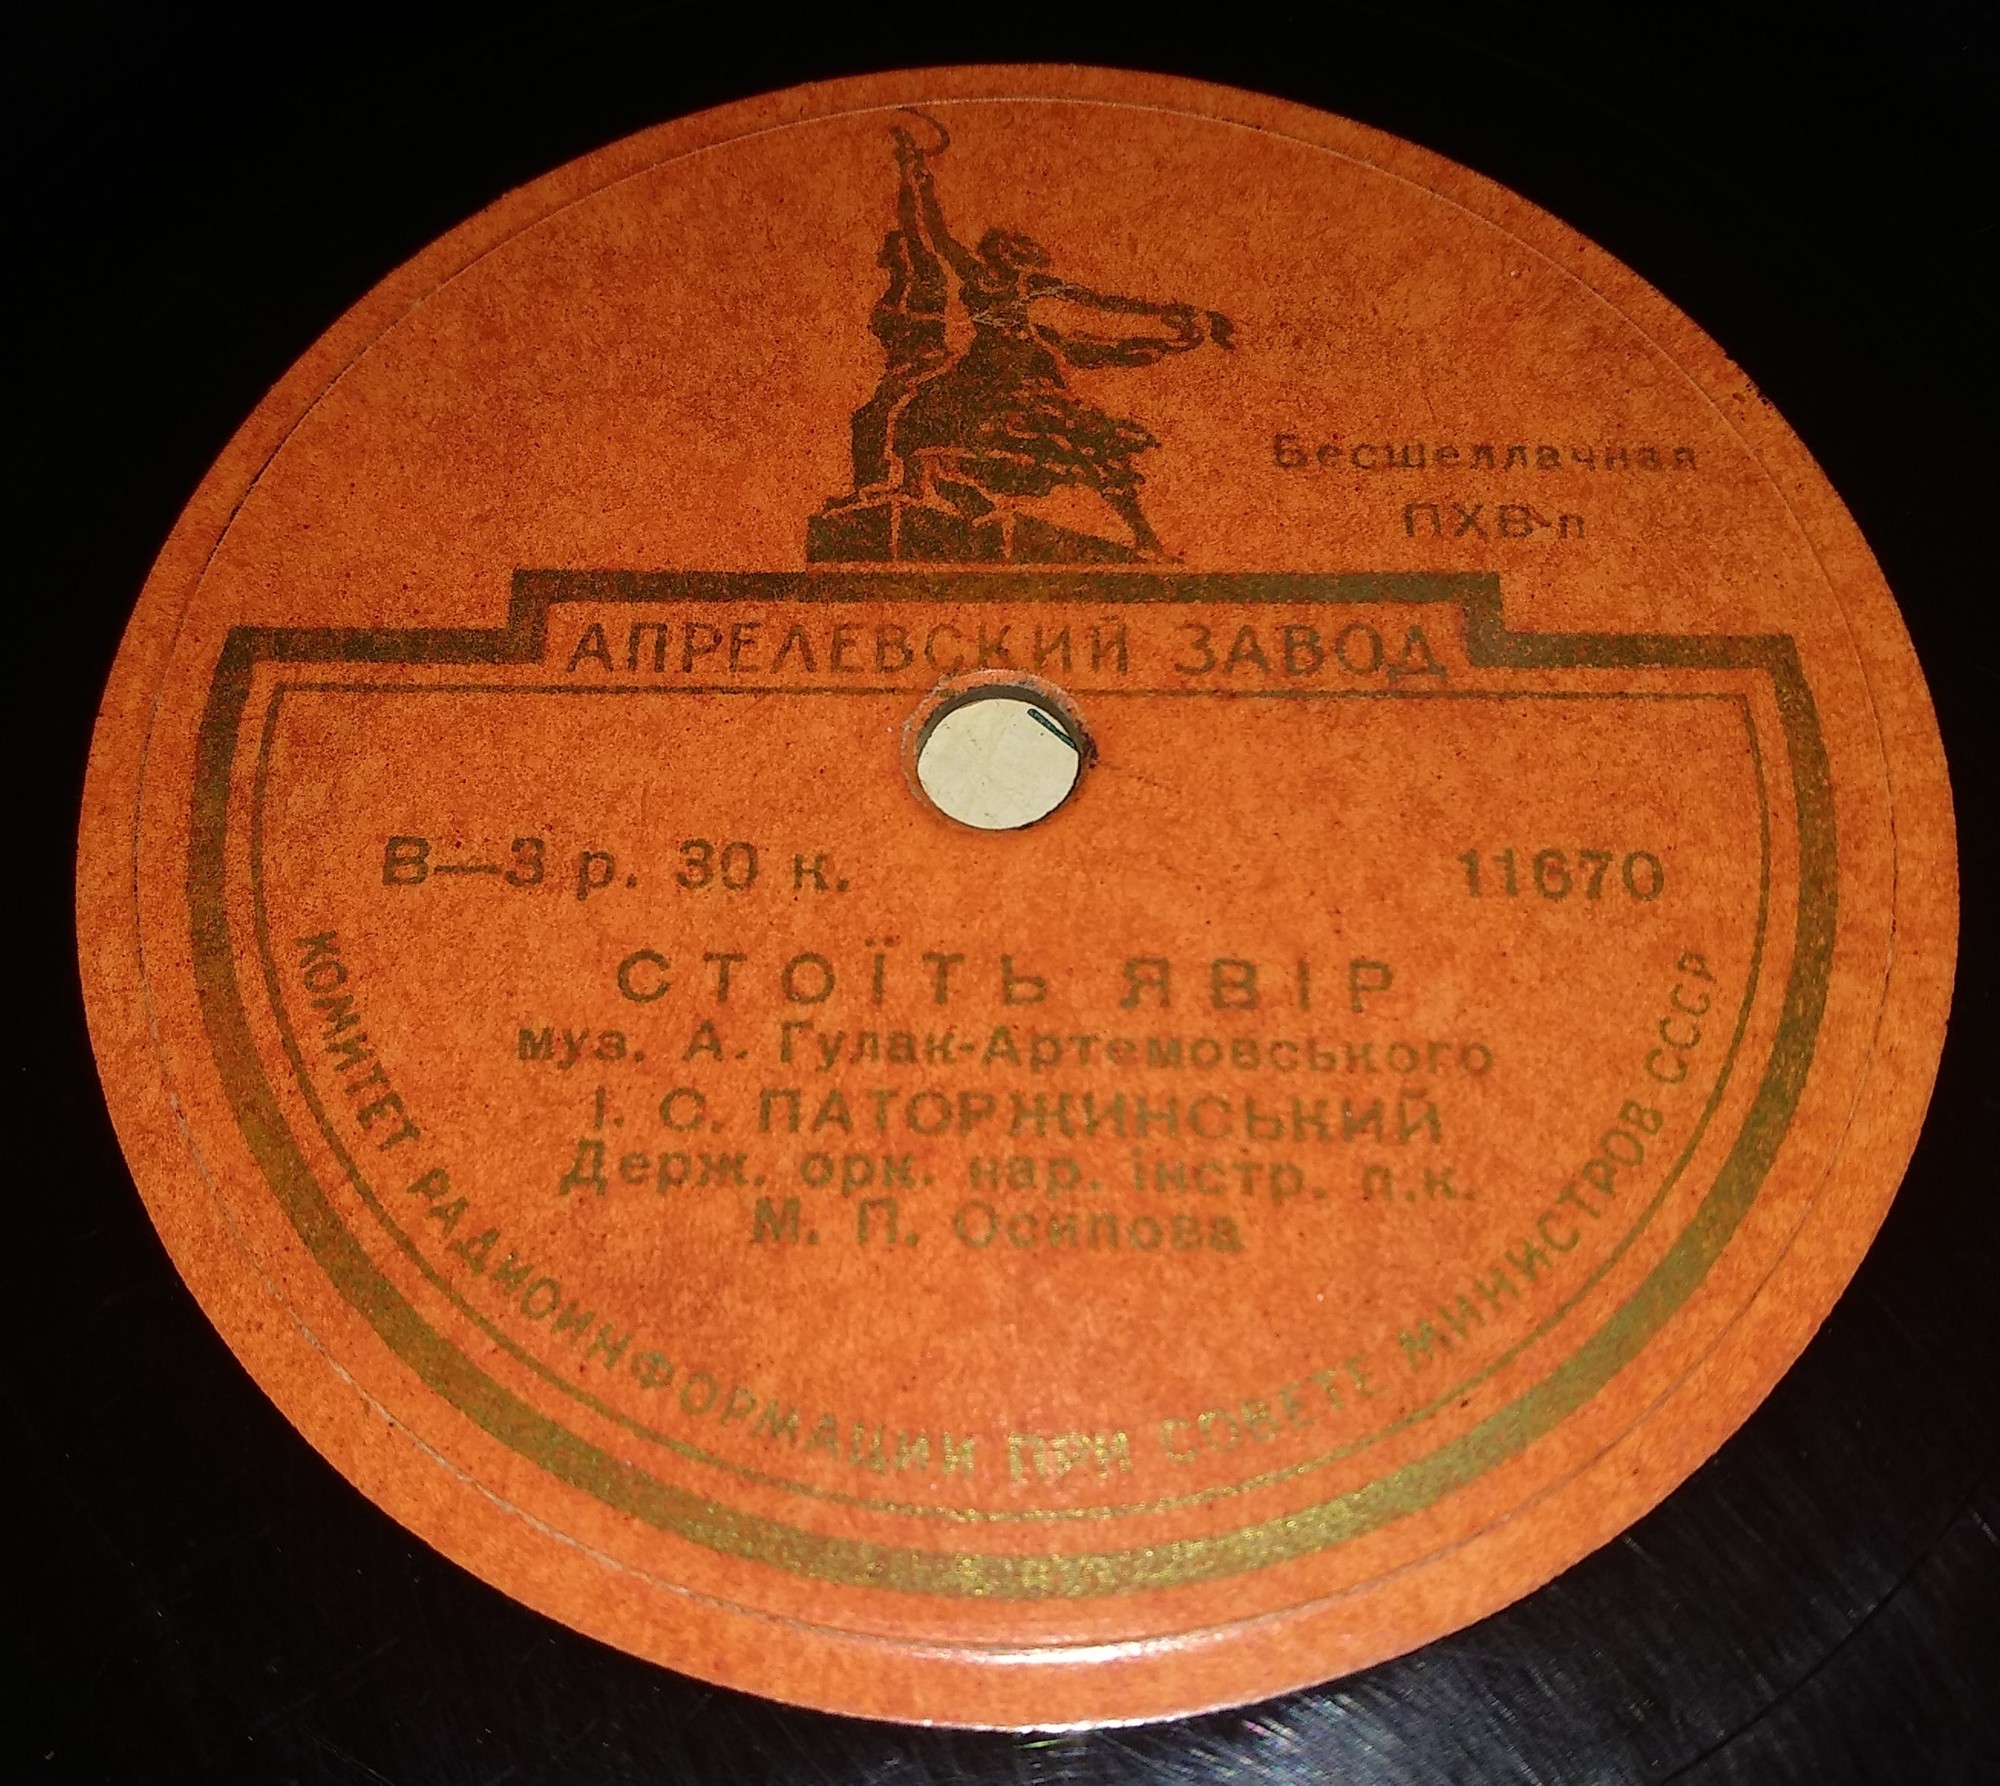 Бесшеллачная
ПХВ-п
АПРЕЛЕВСКИЙ ЗАВОД
В—3 р. 30 к.
11670
СТОЇТЬ ЯВІР
муз. А. Гулак-Артемовського
І. С. ПАТОРЖИНСЬКИЙ
Держ. орк. нар. інстр. п.к.
М. П. Осипова
КОМИТЕТ РАДИОИНФОРМАЦИИ ПРИ СОВЕТЕ МИНИСТРОВ СССР